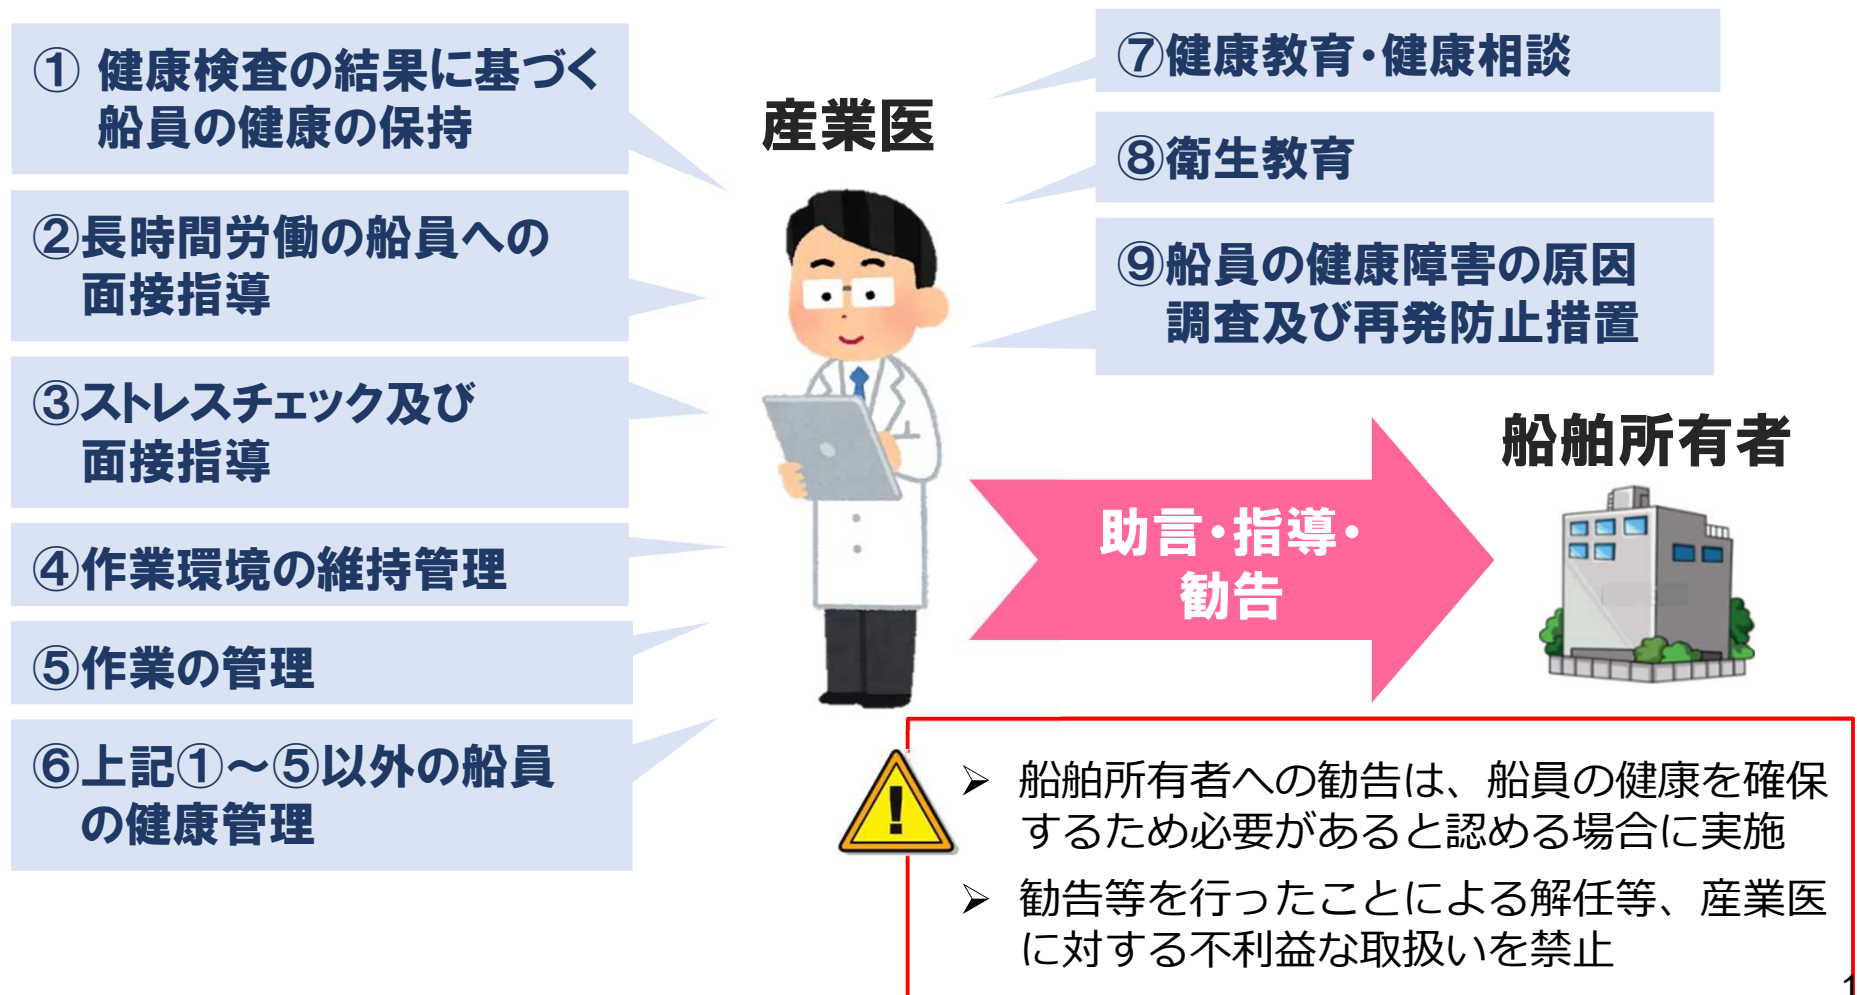 ① 健康検査の結果に基づく
船員の健康の保持
②長時間労働の船員への
面接指導
③ストレスチェック及び
面接指導
④作業環境の維持管理
⑤作業の管理
⑥上記①～⑤以外の船員
の健康管理
産業医
⑦健康教育・健康相談
⑧衛生教育
⑨船員の健康障害の原因
調査及び再発防止措置
助言・指導・
勧告
船舶所有者
➢ 船舶所有者への勧告は、船員の健康を確保
するため必要があると認める場合に実施
➢ 勧告等を行ったことによる解任等、産業医
に対する不利益な取扱いを禁止
1